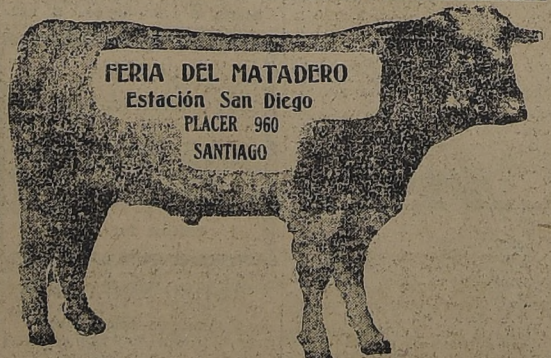 FERIA DEL MATADERO
Estación San Diego
PLACER 960
SANTIAGO